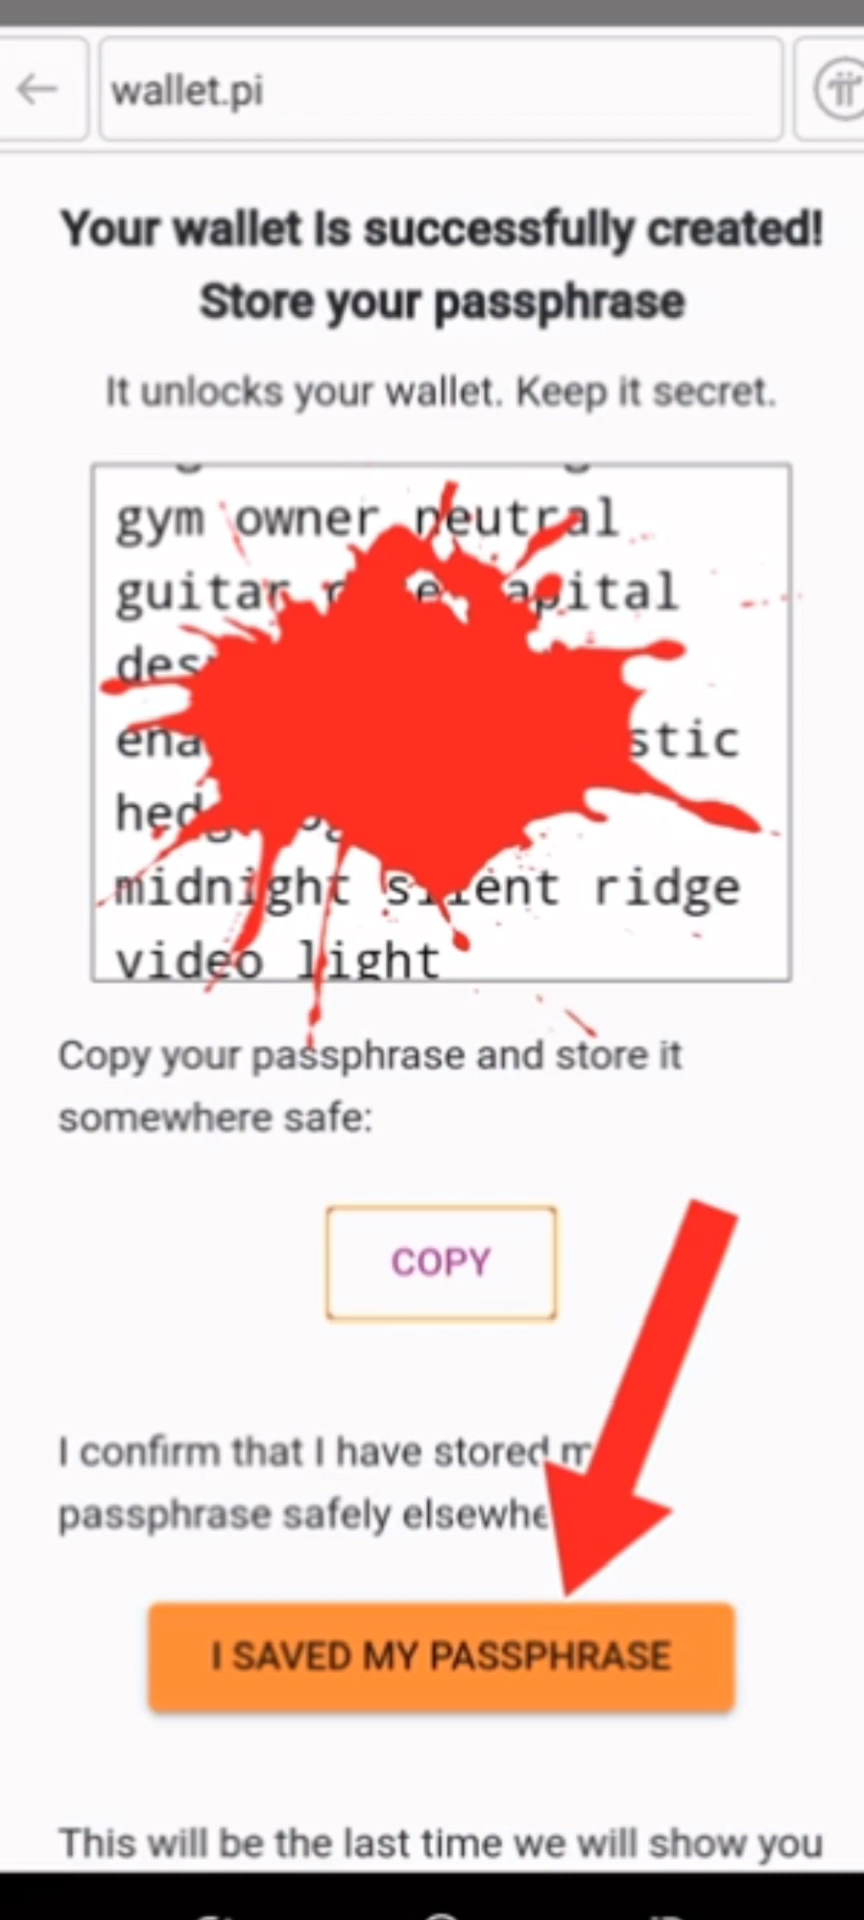 wallet.pi
Your wallet Is successfully created!
Store your passphrase
It unlocks your wallet. Keep it secret.
gym owner neutral
guitar
midnight ridge
video light
Copy your passphrase and store it
somewhere safe:
COPY
I confirm that I have stored
passphrase safely
I SAVED MY PASSPHRASE
This will be the last time we will show you